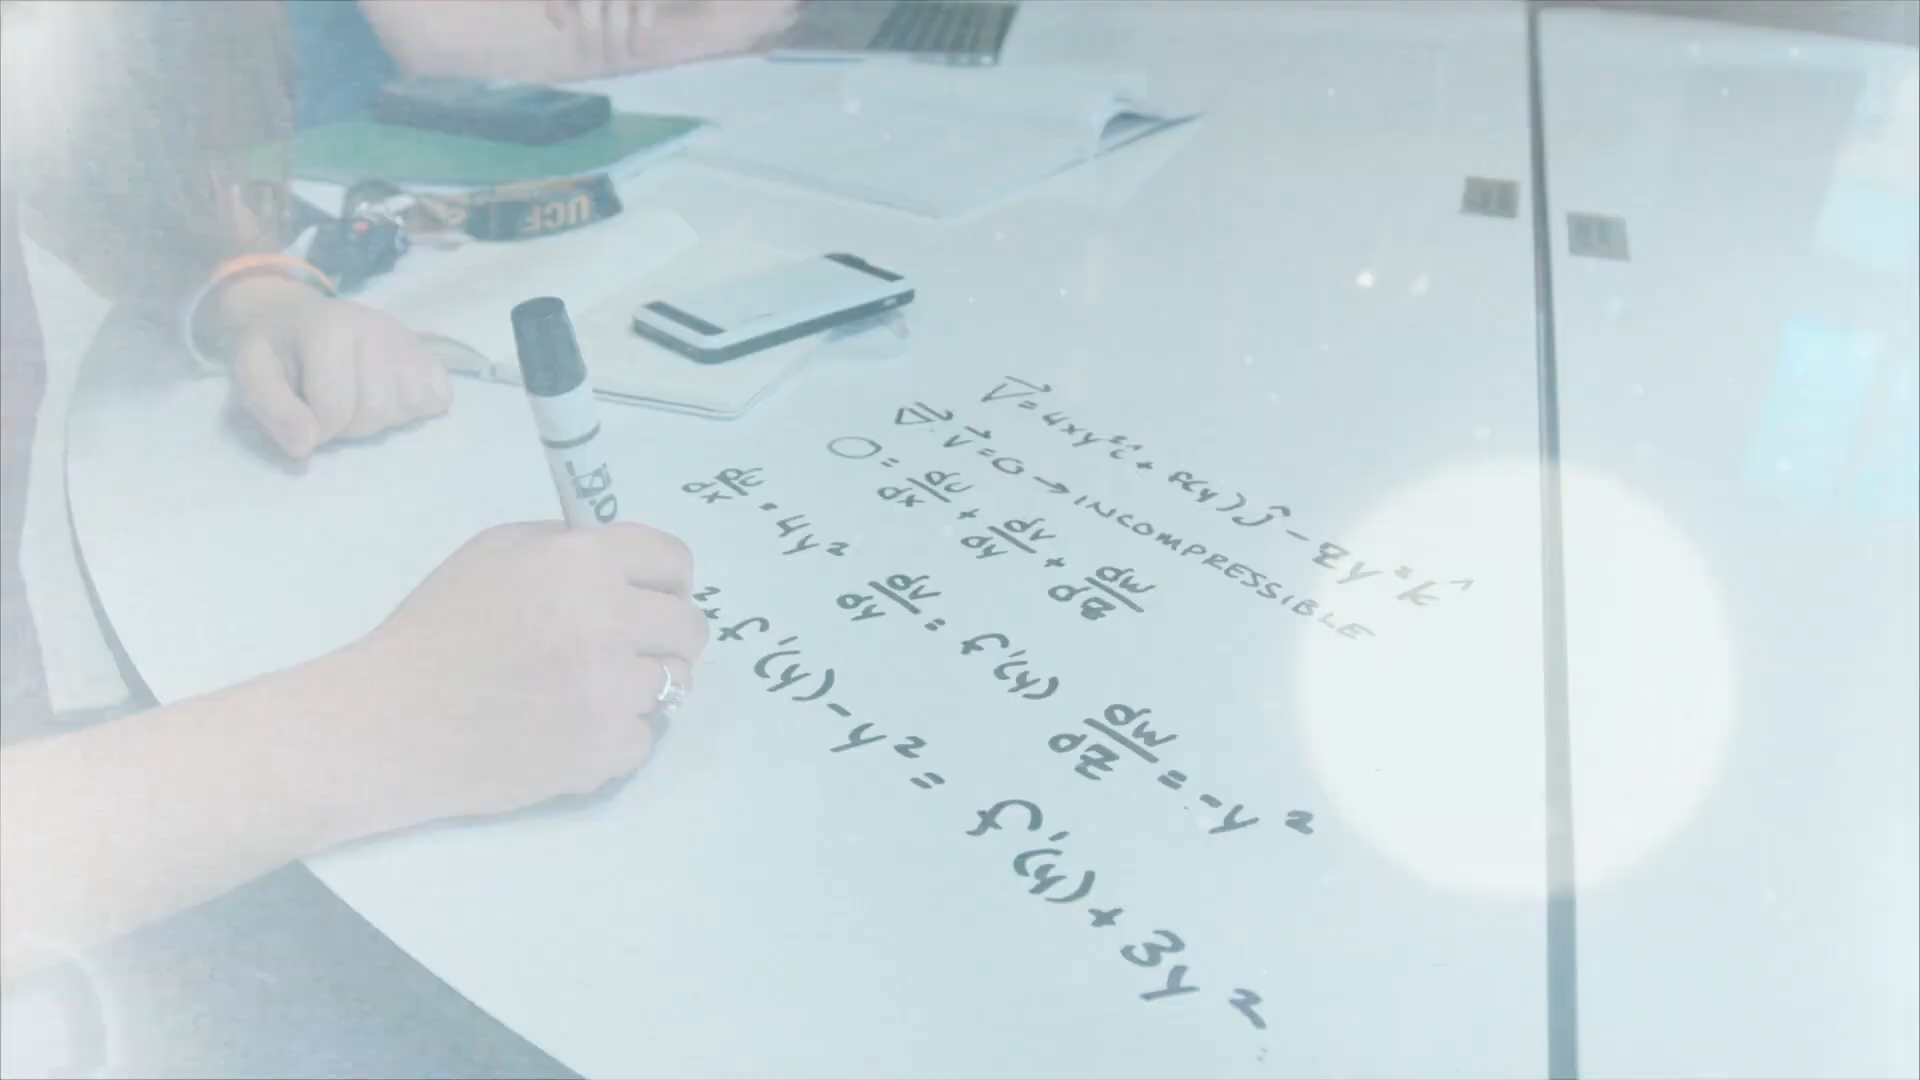 V⃗ = 4xy²î + f(y)ĵ - zy²k̂
∇⃗ · V⃗ = 0 → INCOMPRESSIBLE
0 = du/dx + dv/dy + dw/dz
du/dx = 4y² dv/dy = f'(y) dw/dz = -y²
² + f'(y) - y² = f'(y) + 3y²
UCF